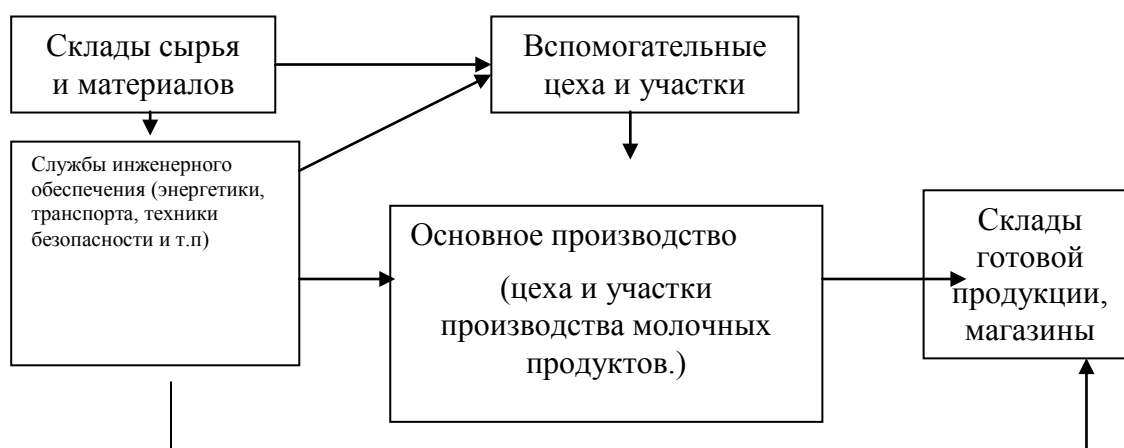 Склады сырья
и материалов
Вспомогательные
цеха и участки
Службы инженерного
обеспечения (энергетики,
транспорта, техники
безопасности и т.п)
Основное производство
(цеха и участки
производства молочных
продуктов.)
Склады
готовой
продукции,
магазины